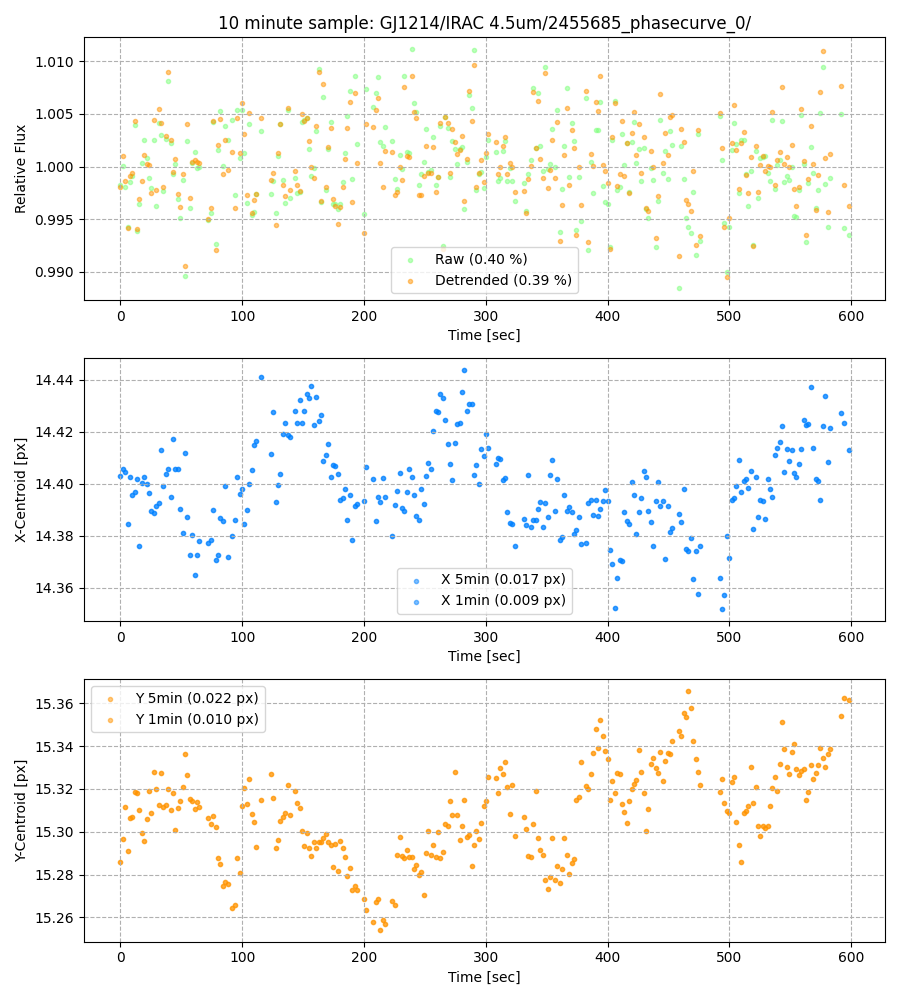 10 minute sample: GJ1214/IRAC 4.5um/2455685_phasecurve_0/
1.010
1.005
1.000
0.995
0.990
Relative Flux
Raw (0.40 %)
Detrended (0.39 %)
0 100 200 300 400 500 600
Time [sec]
14.44
14.42
14.40
14.38
14.36
X-Centroid [px]
X 5min (0.017 px)
X 1min (0.009 px)
0 100 200 300 400 500 600
Time [sec]
15.36
15.34
15.32
15.30
15.28
15.26
Y-Centroid [px]
Y 5min (0.022 px)
Y 1min (0.010 px)
0 100 200 300 400 500 600
Time [sec]